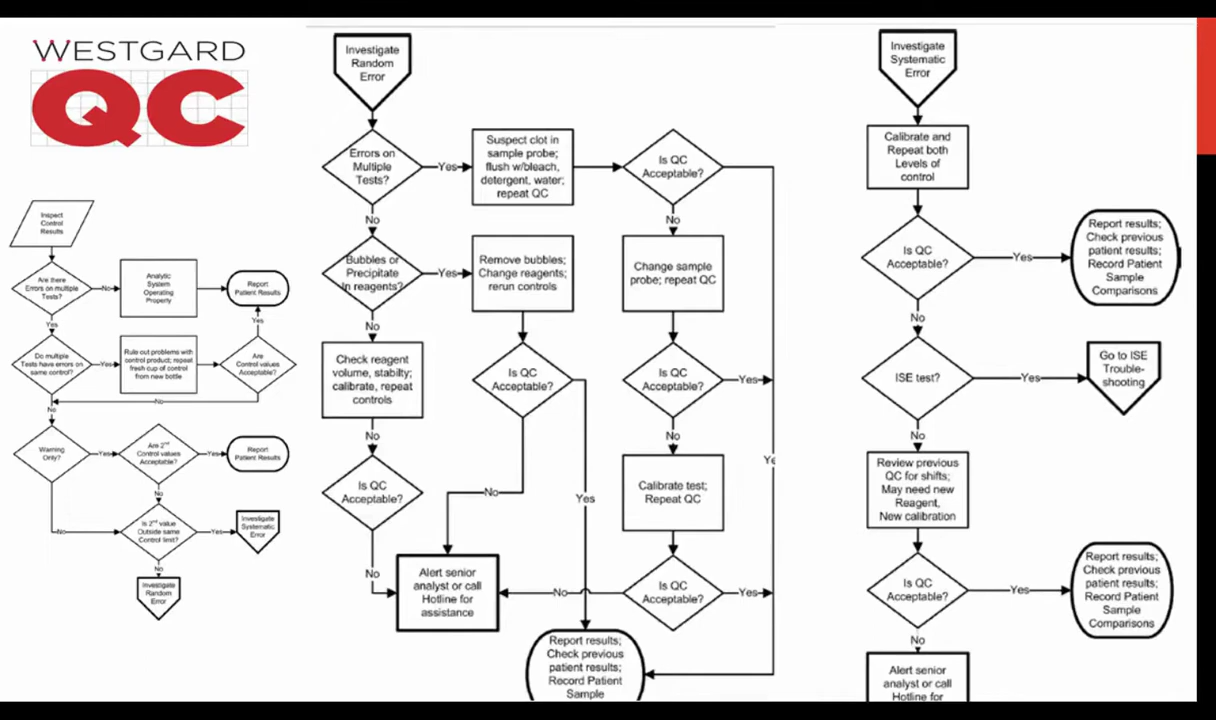 WESTGARD
QC
Inspect
Control
Results
Are there
Errors on multiple
Tests?
No
Analytic
System
Operating
Property
Report
Patient Results
Yes
Yes
Do multiple
Tests have errors on
same control?
Yes
Rule out problems with
control product; repeat
fresh cup of control
from new bottle
Are
Control values
Acceptable?
No
No
Warning
Only?
Yes
Are 2nd
Control values
Acceptable?
Yes
Report
Patient Results
No
No
Is 2nd value
Outside same
Control limit?
Yes
Investigate
Systematic
Error
No
Investigate
Random
Error
Investigate
Random
Error
Errors on
Multiple
Tests?
Yes
Suspect clot in
sample probe;
flush w/bleach,
detergent, water;
repeat QC
Is QC
Acceptable?
No
No
Bubbles or
Precipitate
In reagents?
Yes
Remove bubbles;
Change reagents;
rerun controls
Change sample
probe; repeat QC
No
Check reagent
volume, stabilty;
calibrate, repeat
controls
Is QC
Acceptable?
Is QC
Acceptable?
Yes
No
No
Is QC
Acceptable?
No
Yes
Calibrate test;
Repeat QC
Ye
No
Alert senior
analyst or call
Hotline for
assistance
No
Is QC
Acceptable?
Yes
Report results;
Check previous
patient results;
Record Patient
Sample
Investigate
Systematic
Error
Calibrate and
Repeat both
Levels of
control
Is QC
Acceptable?
Yes
Report results;
Check previous
patient results;
Record Patient
Sample
Comparisons
No
ISE test?
Yes
Go to ISE
Trouble-
shooting
No
Review previous
QC for shifts;
May need new
Reagent,
New calibration
Is QC
Acceptable?
Yes
Report results;
Check previous
patient results;
Record Patient
Sample
Comparisons
No
Alert senior
analyst or call
Hotline for